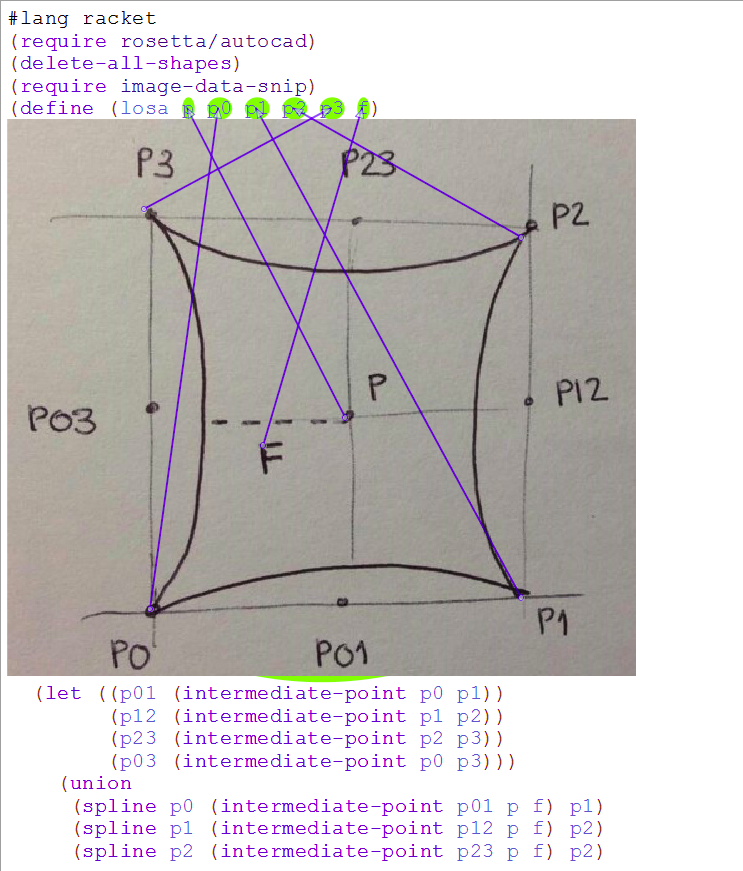 #lang racket
(require rosetta/autocad)
(delete-all-shapes)
(require image-data-snip)
(define (losa p p0 p1 p2 p3 f)
P3 P23
P2
P
P03 P12
F
P1
P0 P01
(let ((p01 (intermediate-point p0 p1))
(p12 (intermediate-point p1 p2))
(p23 (intermediate-point p2 p3))
(p03 (intermediate-point p0 p3)))
(union
(spline p0 (intermediate-point p01 p f) p1)
(spline p1 (intermediate-point p12 p f) p2)
(spline p2 (intermediate-point p23 p f) p2)